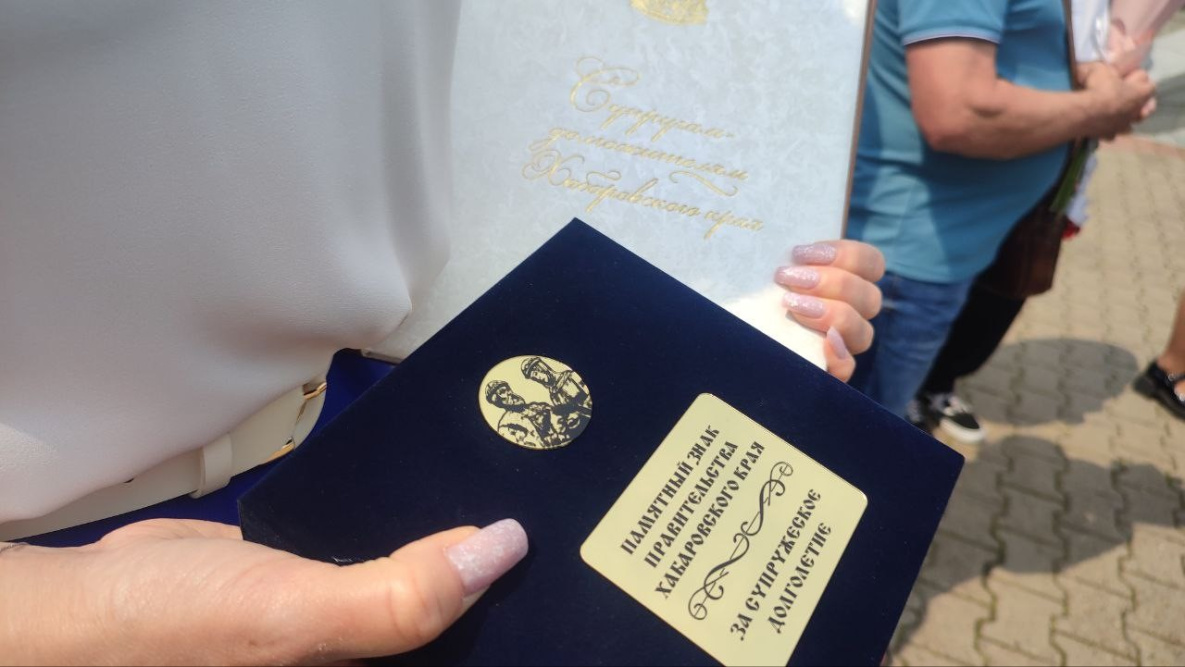 Супругам-
долгожителям
Хабаровского края
ПАМЯТНЫЙ ЗНАК
ПРАВИТЕЛЬСТВА
ХАБАРОВСКОГО КРАЯ
ЗА СУПРУЖЕСКОЕ
ДОЛГОЛЕТИЕ